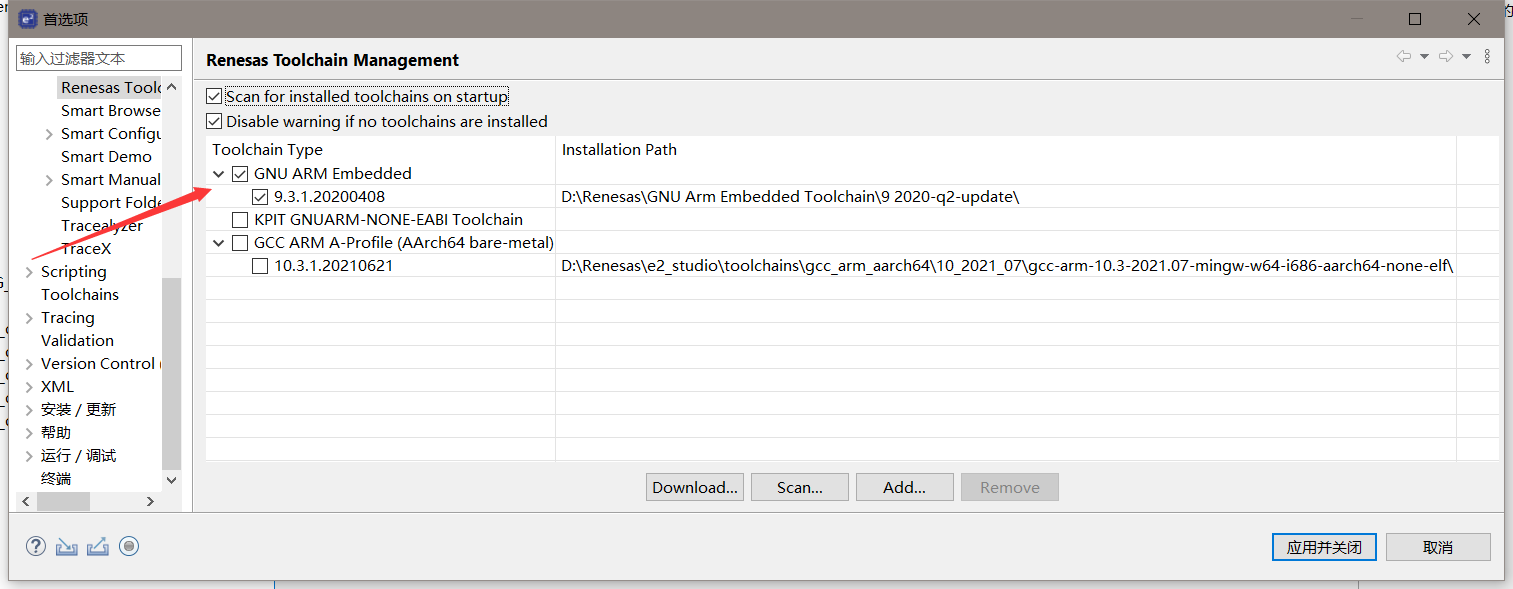 首选项
输入过滤器文本
Renesas Toolc
Smart Browse
Smart Configu
Smart Demo
Smart Manual
Support Folde
Tracealyzer
TraceX
Scripting
Toolchains
Tracing
Validation
Version Control (
XML
安装 / 更新
帮助
运行 / 调试
终端
Renesas Toolchain Management
Scan for installed toolchains on startup
Disable warning if no toolchains are installed
Toolchain Type Installation Path
GNU ARM Embedded
9.3.1.20200408 D:\Renesas\GNU Arm Embedded Toolchain\9 2020-q2-update\
KPIT GNUARM-NONE-EABI Toolchain
GCC ARM A-Profile (AArch64 bare-metal)
10.3.1.20210621 D:\Renesas\e2_studio\toolchains\gcc_arm_aarch64\10_2021_07\gcc-arm-10.3-2021.07-mingw-w64-i686-aarch64-none-elf\
Download... Scan... Add... Remove
应用并关闭 取消